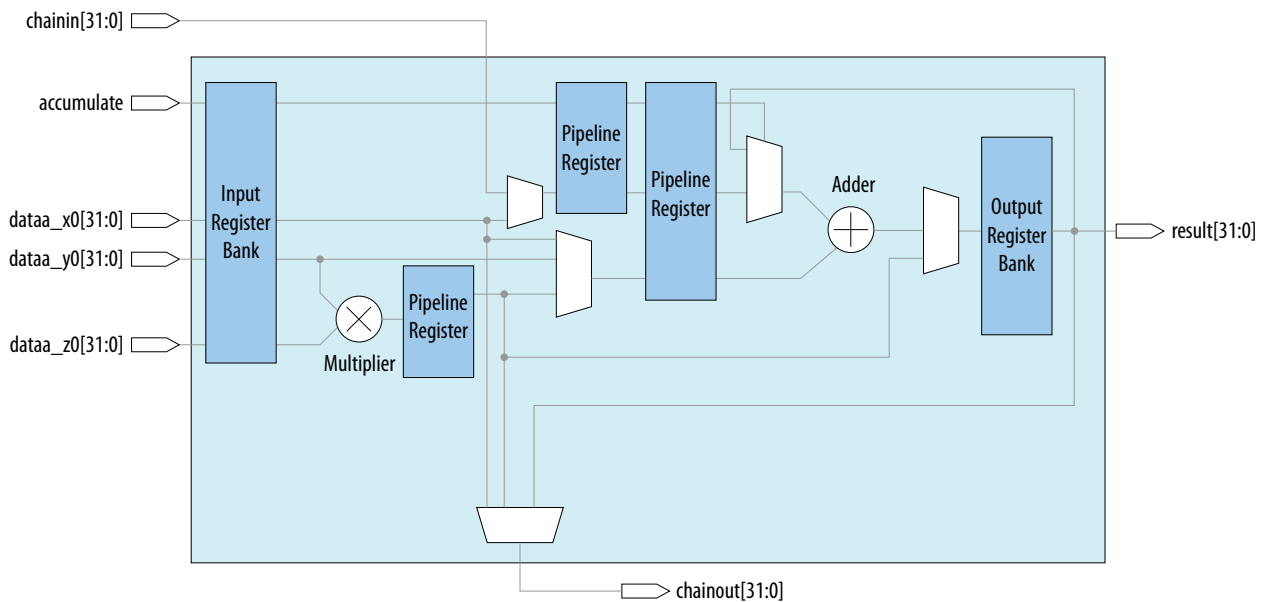 chainin[31:0]
accumulate
dataa_x0[31:0]
dataa_y0[31:0]
dataa_z0[31:0]
Input
Register
Bank
Multiplier
Pipeline
Register
Pipeline
Register
Pipeline
Register
Adder
Output
Register
Bank
result[31:0]
chainout[31:0]